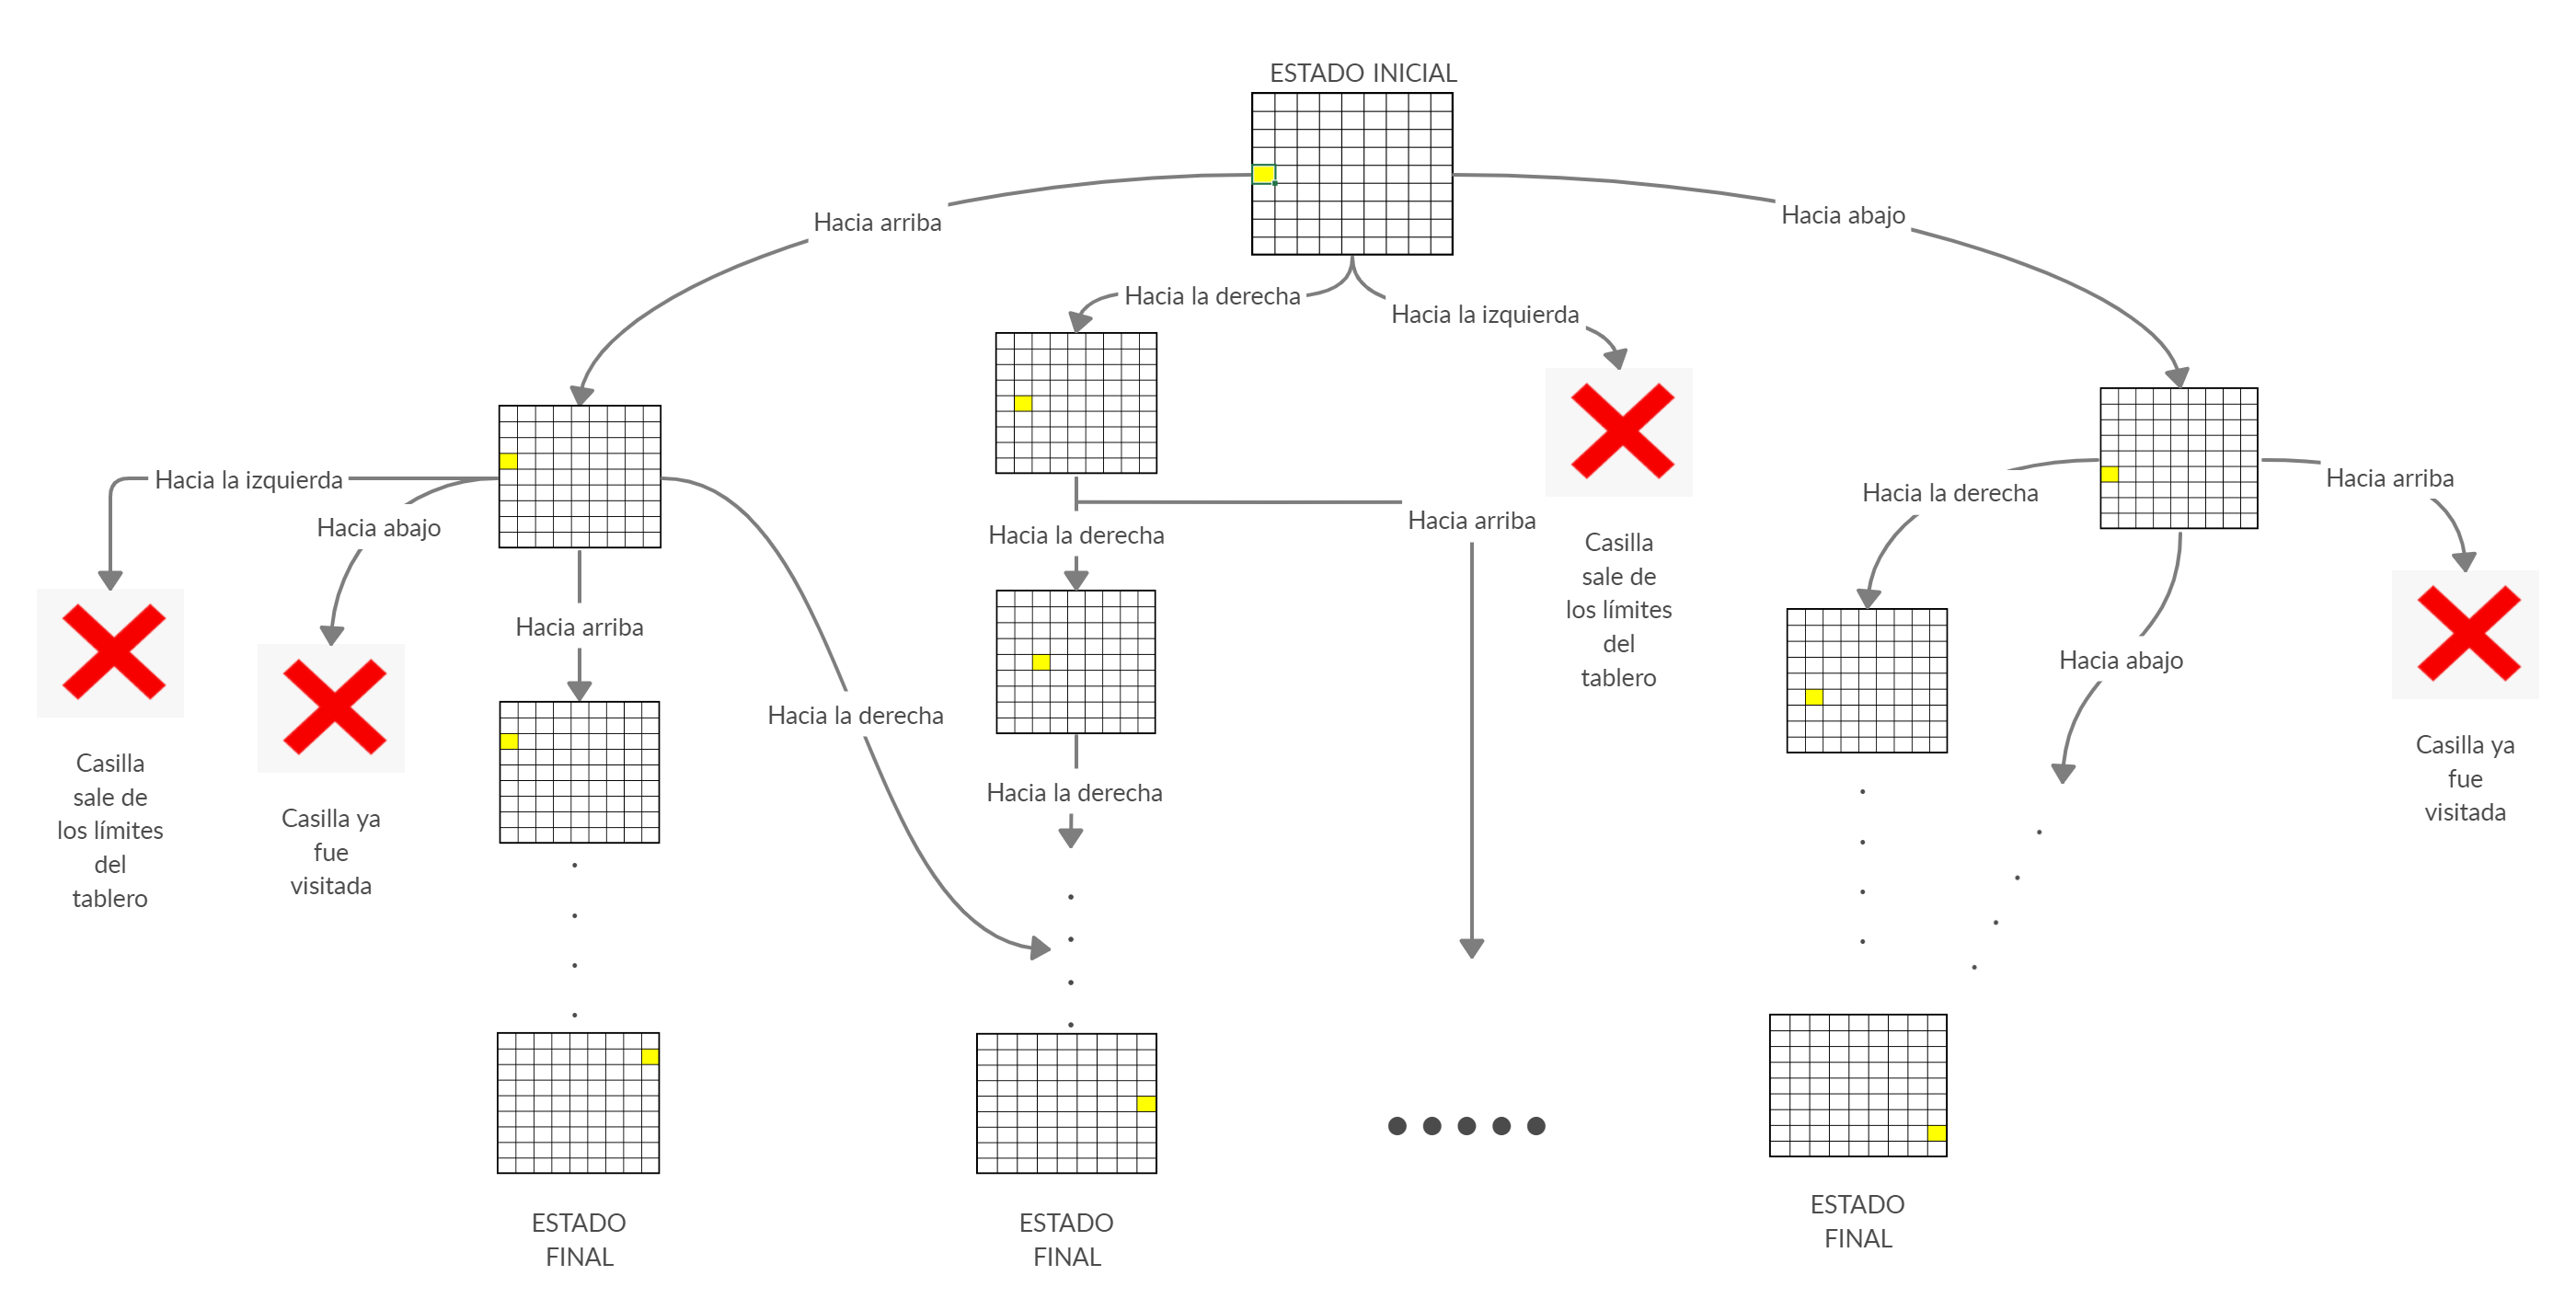 ESTADO INICIAL
Hacia arriba
Hacia abajo
Hacia la derecha
Hacia la izquierda
Hacia la izquierda
Hacia abajo
Hacia arriba
Hacia la derecha
Hacia la derecha
Hacia arriba
Hacia la derecha
Casilla
sale de
los límites
del
tablero
Hacia la derecha
Hacia arriba
Hacia abajo
Casilla
sale de
los límites
del
tablero
Casilla ya
fue
visitada
Casilla ya
fue
visitada
ESTADO
FINAL
ESTADO
FINAL
ESTADO
FINAL